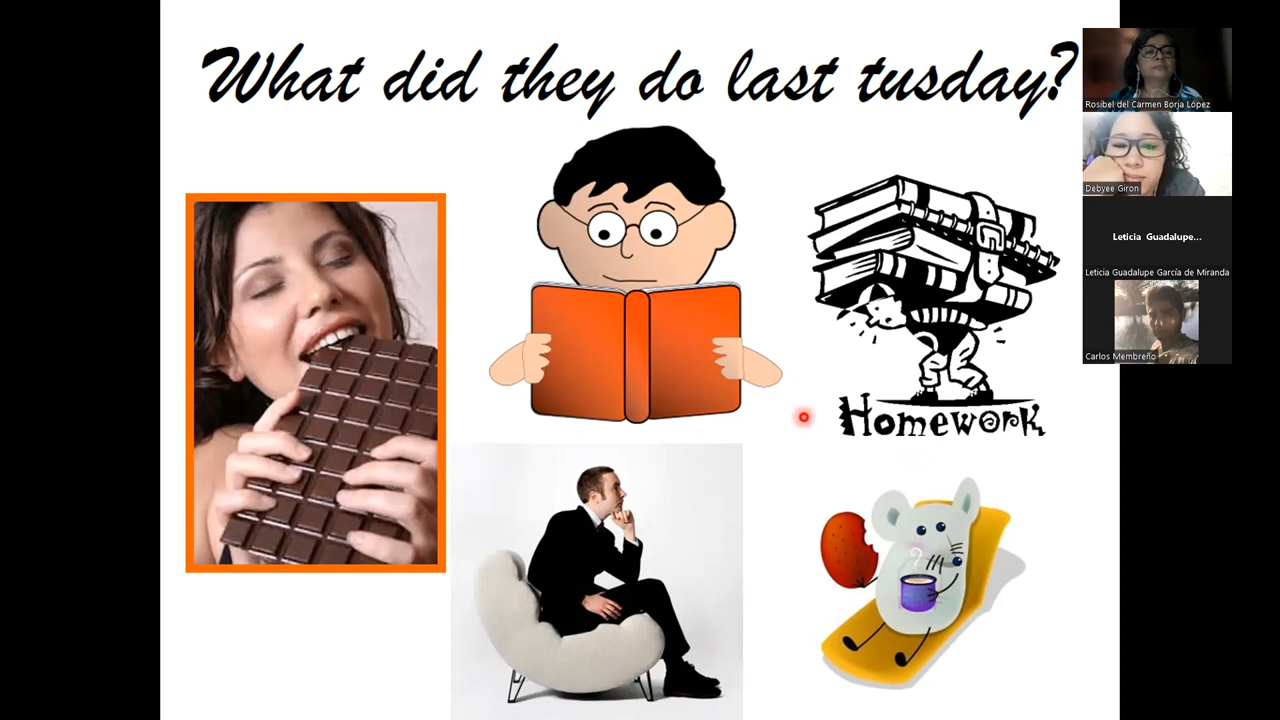 What did they do last tusday?
Homework
Rosibel del Carmen Borja López
Debyee Giron
Leticia Guadalupe...
Leticia Guadalupe García de Miranda
Carlos Membreño